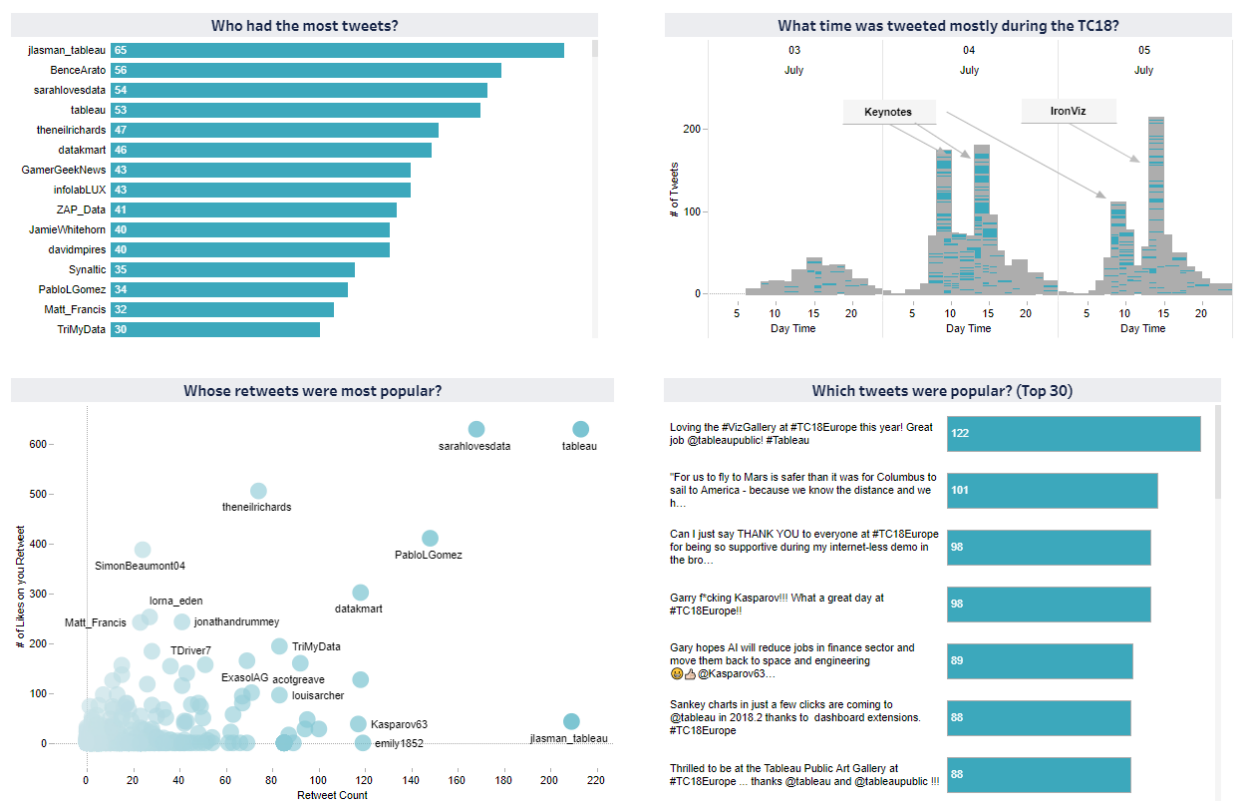 Who had the most tweets?
jlasman_tableau 65
BenceArato 56
sarahlovesdata 54
tableau 53
theneilrichards 47
datakmart 46
GamerGeekNews 43
infolabLUX 43
ZAP_Data 41
JamieWhitehorn 40
davidmpires 40
Synaltic 35
PabloLGomez 34
Matt_Francis 32
TriMyData 30
What time was tweeted mostly during the TC18?
03 04 05
July July July
Keynotes IronViz
# of Tweets
200
100
0
5 10 15 20 5 10 15 20 5 10 15 20
Day Time Day Time Day Time
Whose retweets were most popular?
# of Likes on you Retweet
600
500
400
300
200
100
0
sarahlovesdata tableau
theneilrichards
PabloLGomez
SimonBeaumont04
datakmart
lorna_eden
Matt_Francis jonathandrummey
TDriver7 TriMyData
ExasolAG acotgreave
louisarcher
Kasparov63
jlasman_tableau
emily1852
0 20 40 60 80 100 120 140 160 180 200 220
Retweet Count
Which tweets were popular? (Top 30)
Loving the #VizGallery at #TC18Europe this year! Great
job @tableaupublic! #Tableau
122
"For us to fly to Mars is safer than it was for Columbus to
sail to America - because we know the distance and we
h…
101
Can I just say THANK YOU to everyone at #TC18Europe
for being so supportive during my internet-less demo in
the bro…
98
Garry f*cking Kasparov!!! What a great day at
#TC18Europe!!
98
Gary hopes AI will reduce jobs in finance sector and
move them back to space and engineering
😀👍@Kasparov63…
89
Sankey charts in just a few clicks are coming to
@tableau in 2018.2 thanks to dashboard extensions.
#TC18Europe
88
Thrilled to be at the Tableau Public Art Gallery at
#TC18Europe ... thanks @tableau and @tableaupublic !!!
88